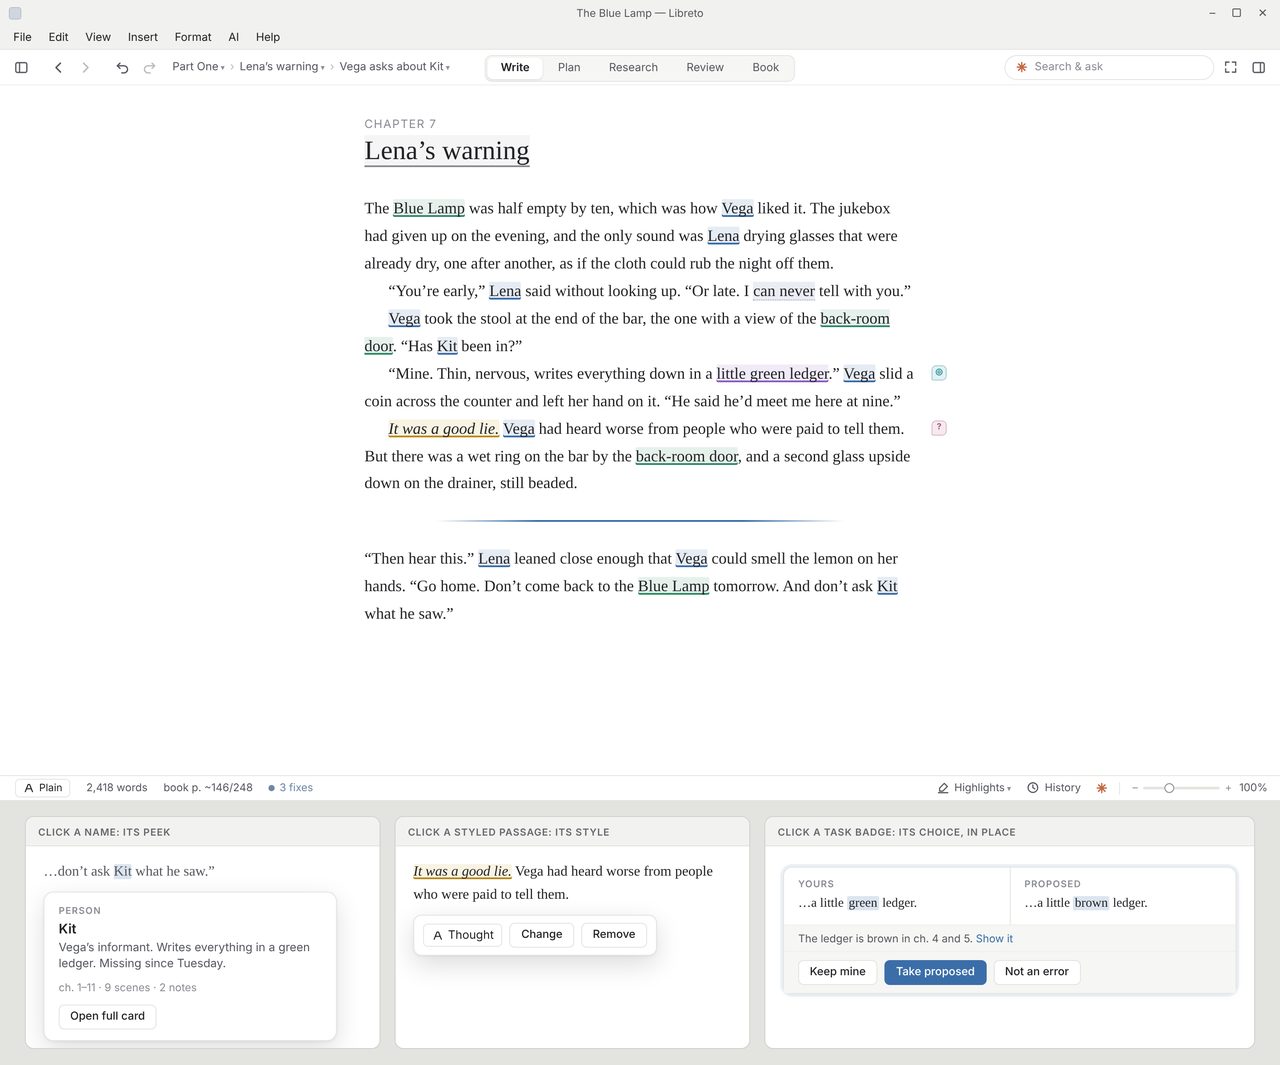 The Blue Lamp — Libreto
File Edit View Insert Format AI Help
Part One › Lena’s warning › Vega asks about Kit
Write Plan Research Review Book
Search & ask
CHAPTER 7
Lena’s warning
The Blue Lamp was half empty by ten, which was how Vega liked it. The jukebox
had given up on the evening, and the only sound was Lena drying glasses that were
already dry, one after another, as if the cloth could rub the night off them.
“You’re early,” Lena said without looking up. “Or late. I can never tell with you.”
Vega took the stool at the end of the bar, the one with a view of the back-room
door. “Has Kit been in?”
“Mine. Thin, nervous, writes everything down in a little green ledger.” Vega slid a
coin across the counter and left her hand on it. “He said he’d meet me here at nine.”
?
It was a good lie. Vega had heard worse from people who were paid to tell them.
But there was a wet ring on the bar by the back-room door, and a second glass upside
down on the drainer, still beaded.
“Then hear this.” Lena leaned close enough that Vega could smell the lemon on her
hands. “Go home. Don’t come back to the Blue Lamp tomorrow. And don’t ask Kit
what he saw.”
A Plain 2,418 words book p. ~146/248 3 fixes
Highlights History − + 100%
CLICK A NAME: ITS PEEK
…don’t ask Kit what he saw.”
PERSON
Kit
Vega’s informant. Writes everything in a green
ledger. Missing since Tuesday.
ch. 1–11 · 9 scenes · 2 notes
Open full card
CLICK A STYLED PASSAGE: ITS STYLE
It was a good lie. Vega had heard worse from people
who were paid to tell them.
A Thought Change Remove
CLICK A TASK BADGE: ITS CHOICE, IN PLACE
YOURS
…a little green ledger.
PROPOSED
…a little brown ledger.
The ledger is brown in ch. 4 and 5. Show it
Keep mine Take proposed Not an error